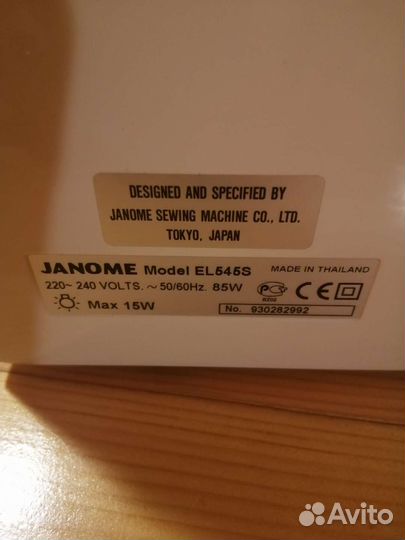 DESIGNED AND SPECIFIED BY
JANOME SEWING MACHINE CO., LTD.
TOKYO, JAPAN
JANOME Model EL545S MADE IN THAILAND
220~ 240 VOLTS. ~ 50/60Hz. 85W
Max 15W
No. 930282992
Avito